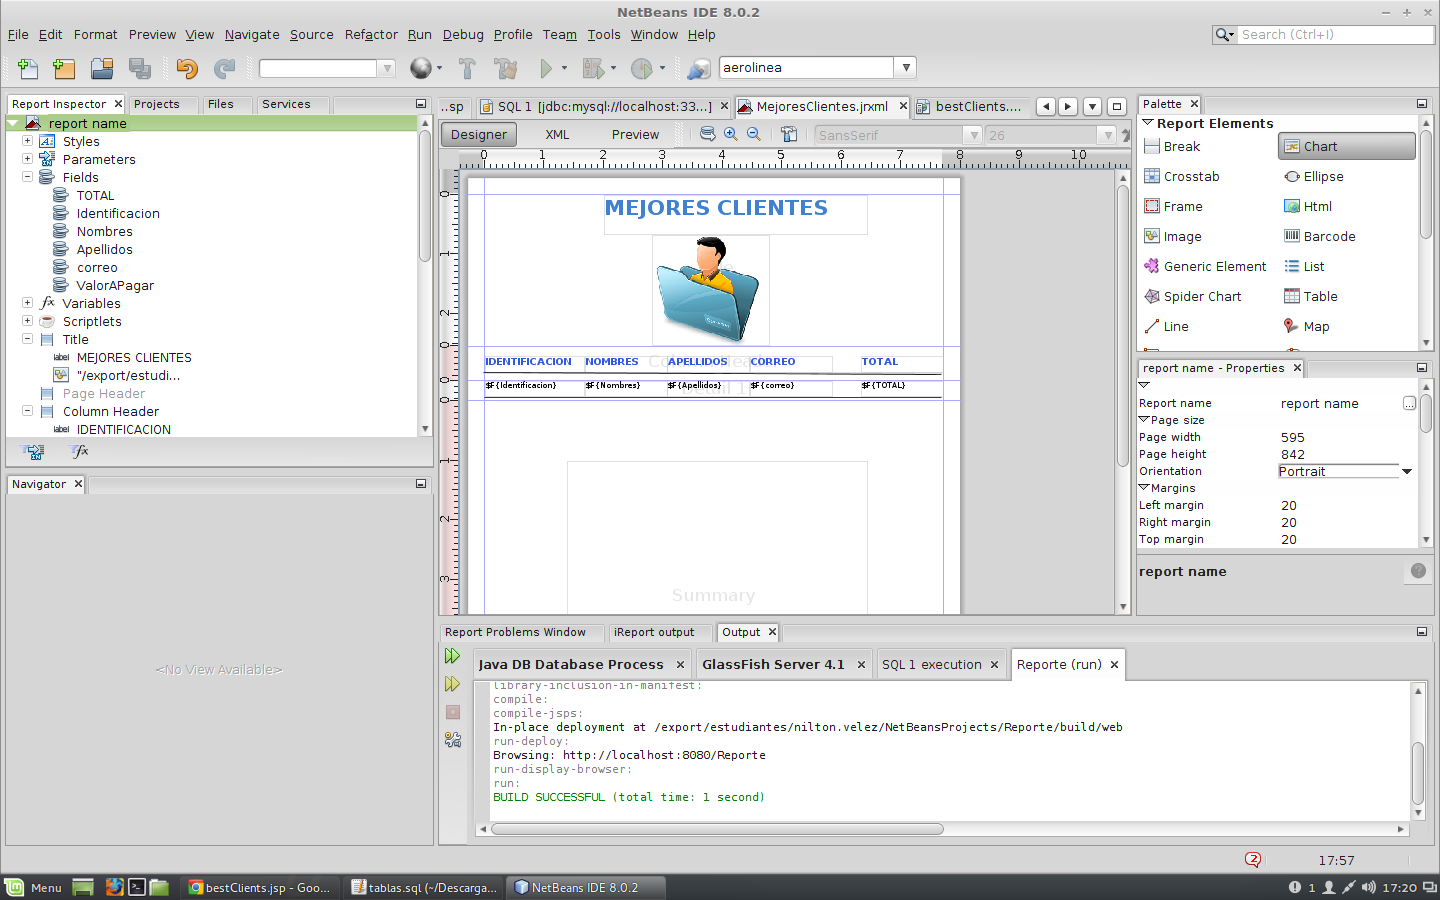 NetBeans IDE 8.0.2
File Edit Format Preview View Navigate Source Refactor Run Debug Profile Team Tools Window Help
Search (Ctrl+I)
aerolinea
Report Inspector Projects Files Services
report name
Styles
Parameters
Fields
TOTAL
Identificacion
Nombres
Apellidos
correo
ValorAPagar
Variables
Scriptlets
Title
MEJORES CLIENTES
"/export/estudi...
Page Header
Column Header
IDENTIFICACION
Navigator
<No View Available>
..sp SQL 1 [jdbc:mysql://localhost:33...] MejoresClientes.jrxml bestClients....
Designer XML Preview SansSerif 26
0 1 2 3 4 5 6 7 8 9 10
MEJORES CLIENTES
IDENTIFICACION NOMBRES APELLIDOS CORREO TOTAL
$F{Identificacion} $F{Nombres} $F{Apellidos} $F{correo} $F{TOTAL}
Detail 1
Summary
0
1
2
0
0
0
1
2
3
Palette
Report Elements
Break Chart
Crosstab Ellipse
Frame Html
Image Barcode
Generic Element List
Spider Chart Table
Line Map
report name - Properties
Report name report name ...
Page size
Page width 595
Page height 842
Orientation Portrait
Margins
Left margin 20
Right margin 20
Top margin 20
report name
Report Problems Window iReport output Output
Java DB Database Process GlassFish Server 4.1 SQL 1 execution Reporte (run)
library-inclusion-in-manifest:
compile:
compile-jsps:
In-place deployment at /export/estudiantes/nilton.velez/NetBeansProjects/Reporte/build/web
run-deploy:
Browsing: http://localhost:8080/Reporte
run-display-browser:
run:
BUILD SUCCESSFUL (total time: 1 second)
2 17:57
Menu bestClients.jsp - Goo... tablas.sql (~/Descarga... NetBeans IDE 8.0.2 1 17:20